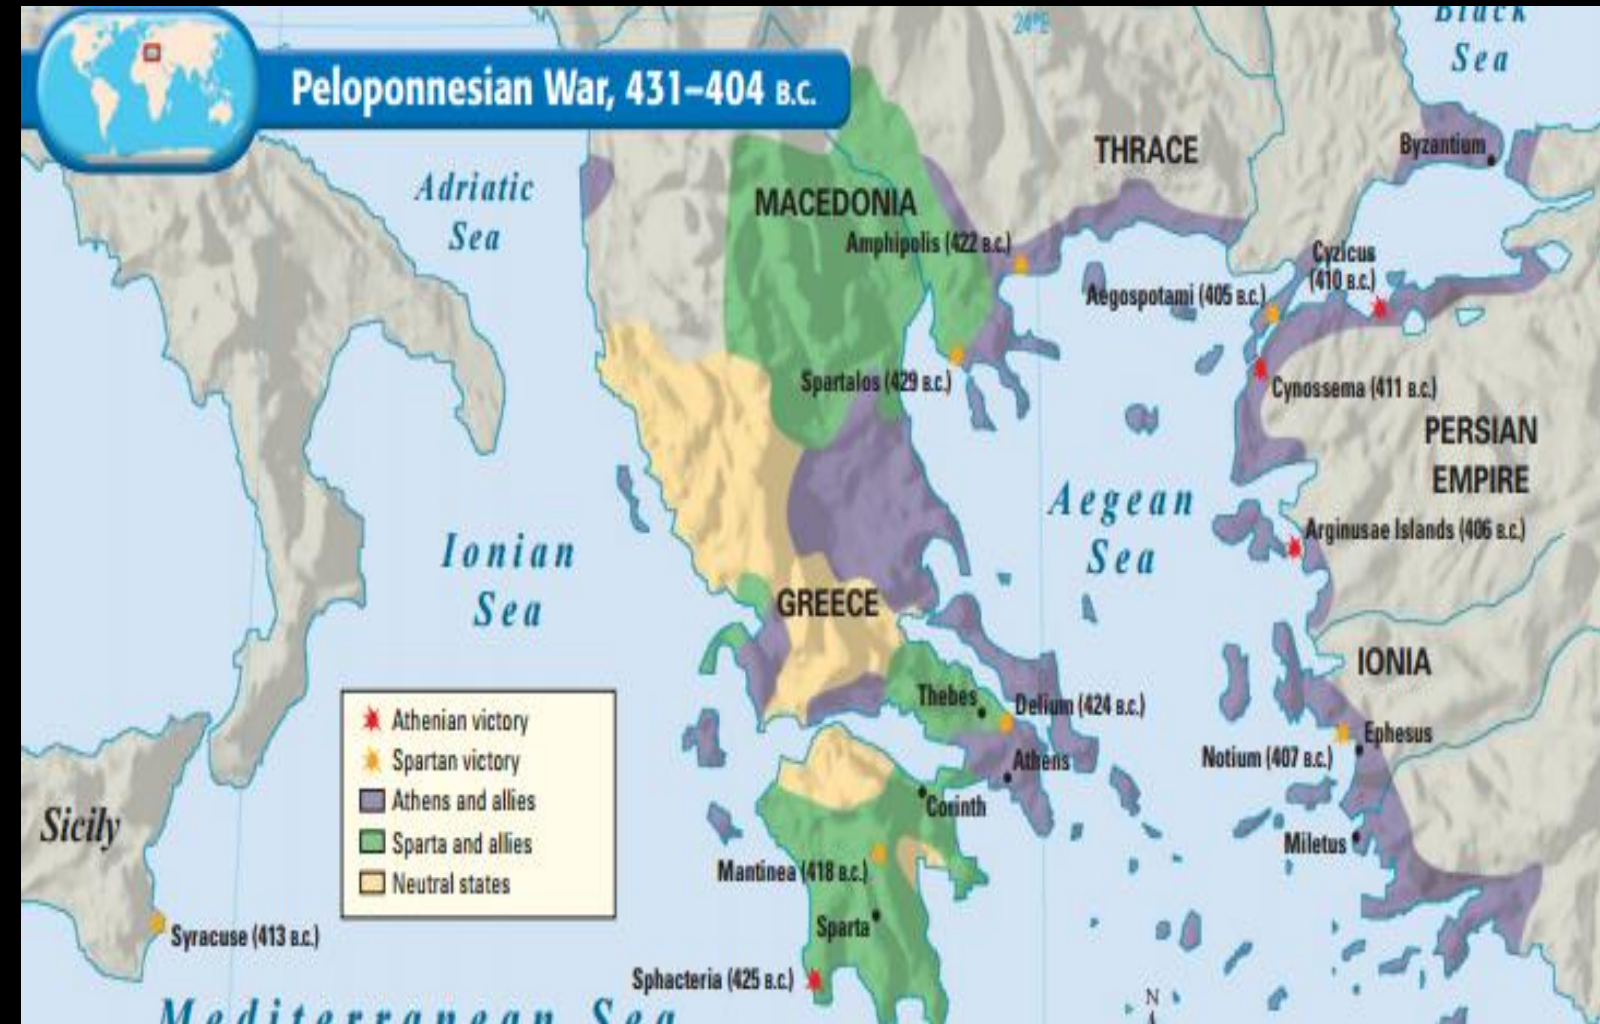 Peloponnesian War, 431–404 B.C.
24°E
Black
Sea
Adriatic
Sea
THRACE
Byzantium
MACEDONIA
Amphipolis (422 B.C.)
Cyzicus
(410 B.C.)
Aegospotami (405 B.C.)
Spartalos (429 B.C.)
Cynossema (411 B.C.)
PERSIAN
EMPIRE
Aegean
Sea
Arginusae Islands (406 B.C.)
Ionian
Sea
GREECE
IONIA
Thebes
Delium (424 B.C.)
Ephesus
Notium (407 B.C.)
Athens
Corinth
Athenian victory
Spartan victory
Athens and allies
Sparta and allies
Neutral states
Sicily
Miletus
Mantinea (418 B.C.)
Sparta
Syracuse (413 B.C.)
Sphacteria (425 B.C.)
Mediterranean Sea
N